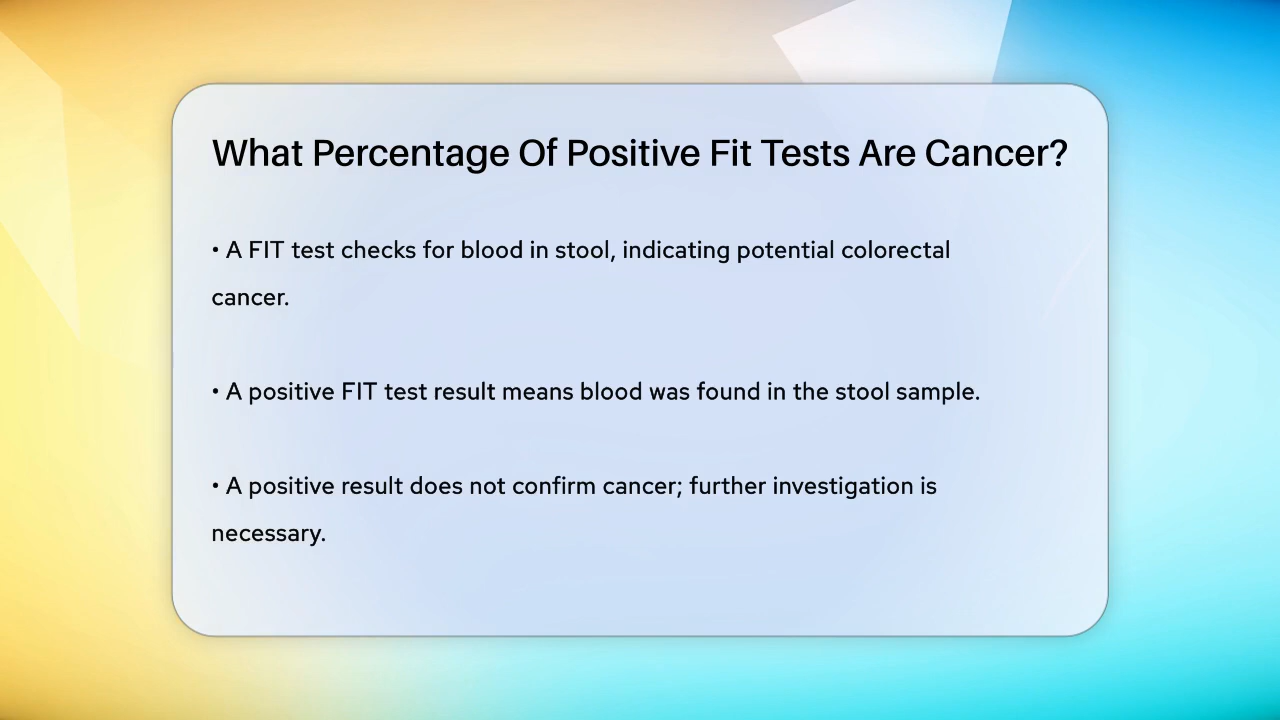 What Percentage Of Positive Fit Tests Are Cancer?
• A FIT test checks for blood in stool, indicating potential colorectal
cancer.
• A positive FIT test result means blood was found in the stool sample.
• A positive result does not confirm cancer; further investigation is
necessary.